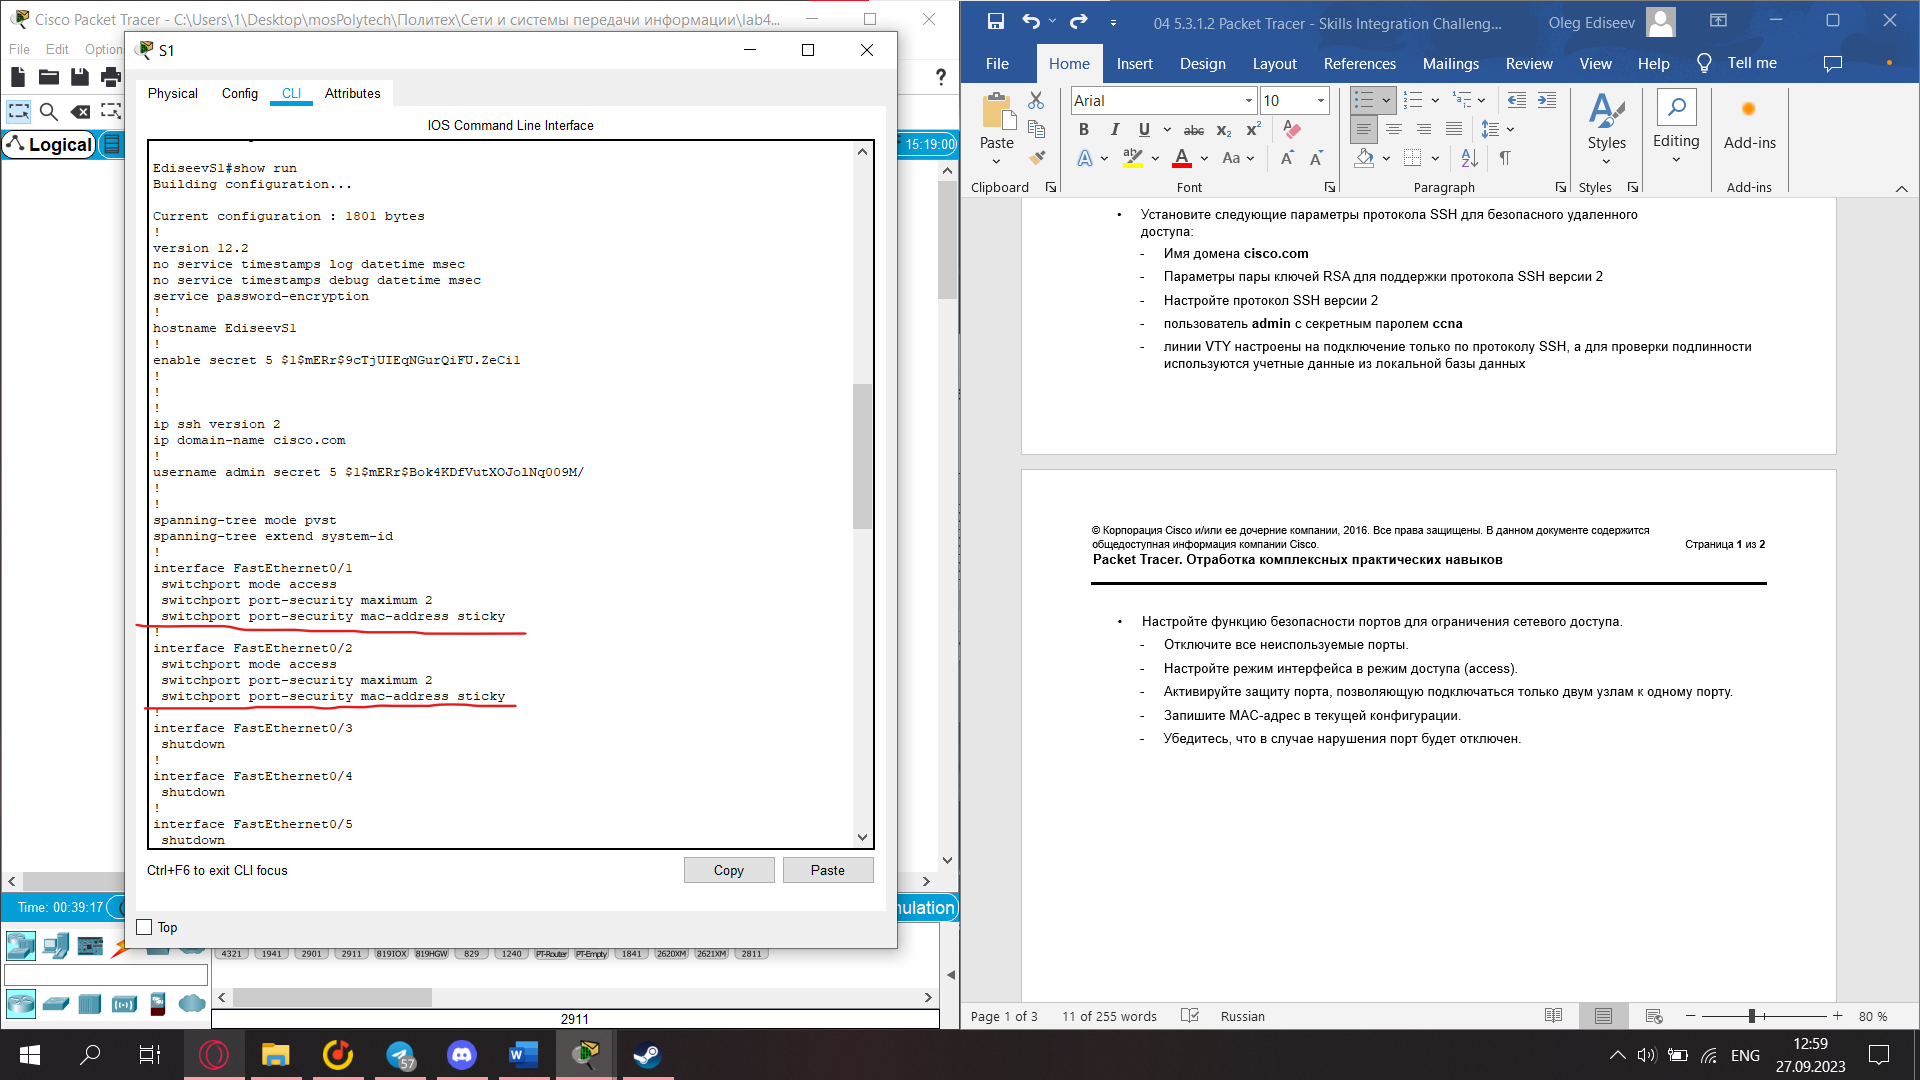 Cisco Packet Tracer - C:\Users\1\Desktop\mosPolytech\Политех\Сети и системы передачи информации\lab4...
File Edit Option
Logical
15:19:00
S1
Physical Config CLI Attributes
IOS Command Line Interface
EdiseevS1#show run
Building configuration...
Current configuration : 1801 bytes
!
version 12.2
no service timestamps log datetime msec
no service timestamps debug datetime msec
service password-encryption
!
hostname EdiseevS1
!
enable secret 5 $1$mERr$9cTjUIEqNGurQiFU.ZeCi1
!
!
!
ip ssh version 2
ip domain-name cisco.com
!
username admin secret 5 $1$mERr$Bok4KDfVutXOJolNq009M/
!
!
spanning-tree mode pvst
spanning-tree extend system-id
!
interface FastEthernet0/1
switchport mode access
switchport port-security maximum 2
switchport port-security mac-address sticky
!
interface FastEthernet0/2
switchport mode access
switchport port-security maximum 2
switchport port-security mac-address sticky
!
interface FastEthernet0/3
shutdown
!
interface FastEthernet0/4
shutdown
!
interface FastEthernet0/5
shutdown
Ctrl+F6 to exit CLI focus
Copy Paste
Top
Time: 00:39:17
nulation
4321 1941 2901 2911 819IOX 819HGW 829 1240 PT-Router PT-Empty 1841 2620XM 2621XM 2811
2911
04 5.3.1.2 Packet Tracer - Skills Integration Challeng...
Oleg Ediseev
File Home Insert Design Layout References Mailings Review View Help Tell me
Paste
Clipboard
Arial 10
B I U abc X₂ X²
A A Aa A A
Font
Paragraph
Styles
Styles
Editing
Add-ins
Add-ins
• Установите следующие параметры протокола SSH для безопасного удаленного
доступа:
- Имя домена cisco.com
- Параметры пары ключей RSA для поддержки протокола SSH версии 2
- Настройте протокол SSH версии 2
- пользователь admin с секретным паролем ccna
- линии VTY настроены на подключение только по протоколу SSH, а для проверки подлинности
используются учетные данные из локальной базы данных
© Корпорация Cisco и/или ее дочерние компании, 2016. Все права защищены. В данном документе содержится
общедоступная информация компании Cisco. Страница 1 из 2
Packet Tracer. Отработка комплексных практических навыков
• Настройте функцию безопасности портов для ограничения сетевого доступа.
- Отключите все неиспользуемые порты.
- Настройте режим интерфейса в режим доступа (access).
- Активируйте защиту порта, позволяющую подключаться только двум узлам к одному порту.
- Запишите MAC-адрес в текущей конфигурации.
- Убедитесь, что в случае нарушения порт будет отключен.
Page 1 of 3 11 of 255 words Russian 80 %
57
ENG
12:59
27.09.2023